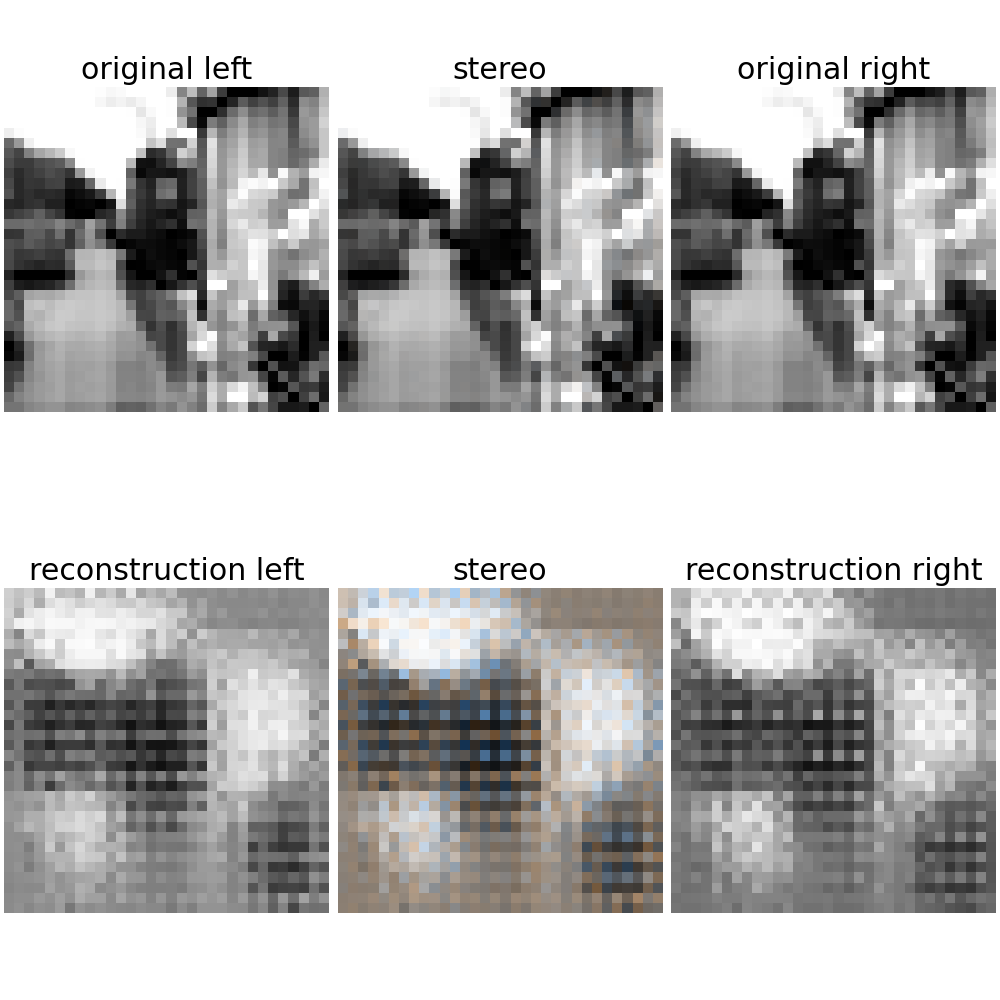 original left
stereo
original right
reconstruction left
stereo
reconstruction right